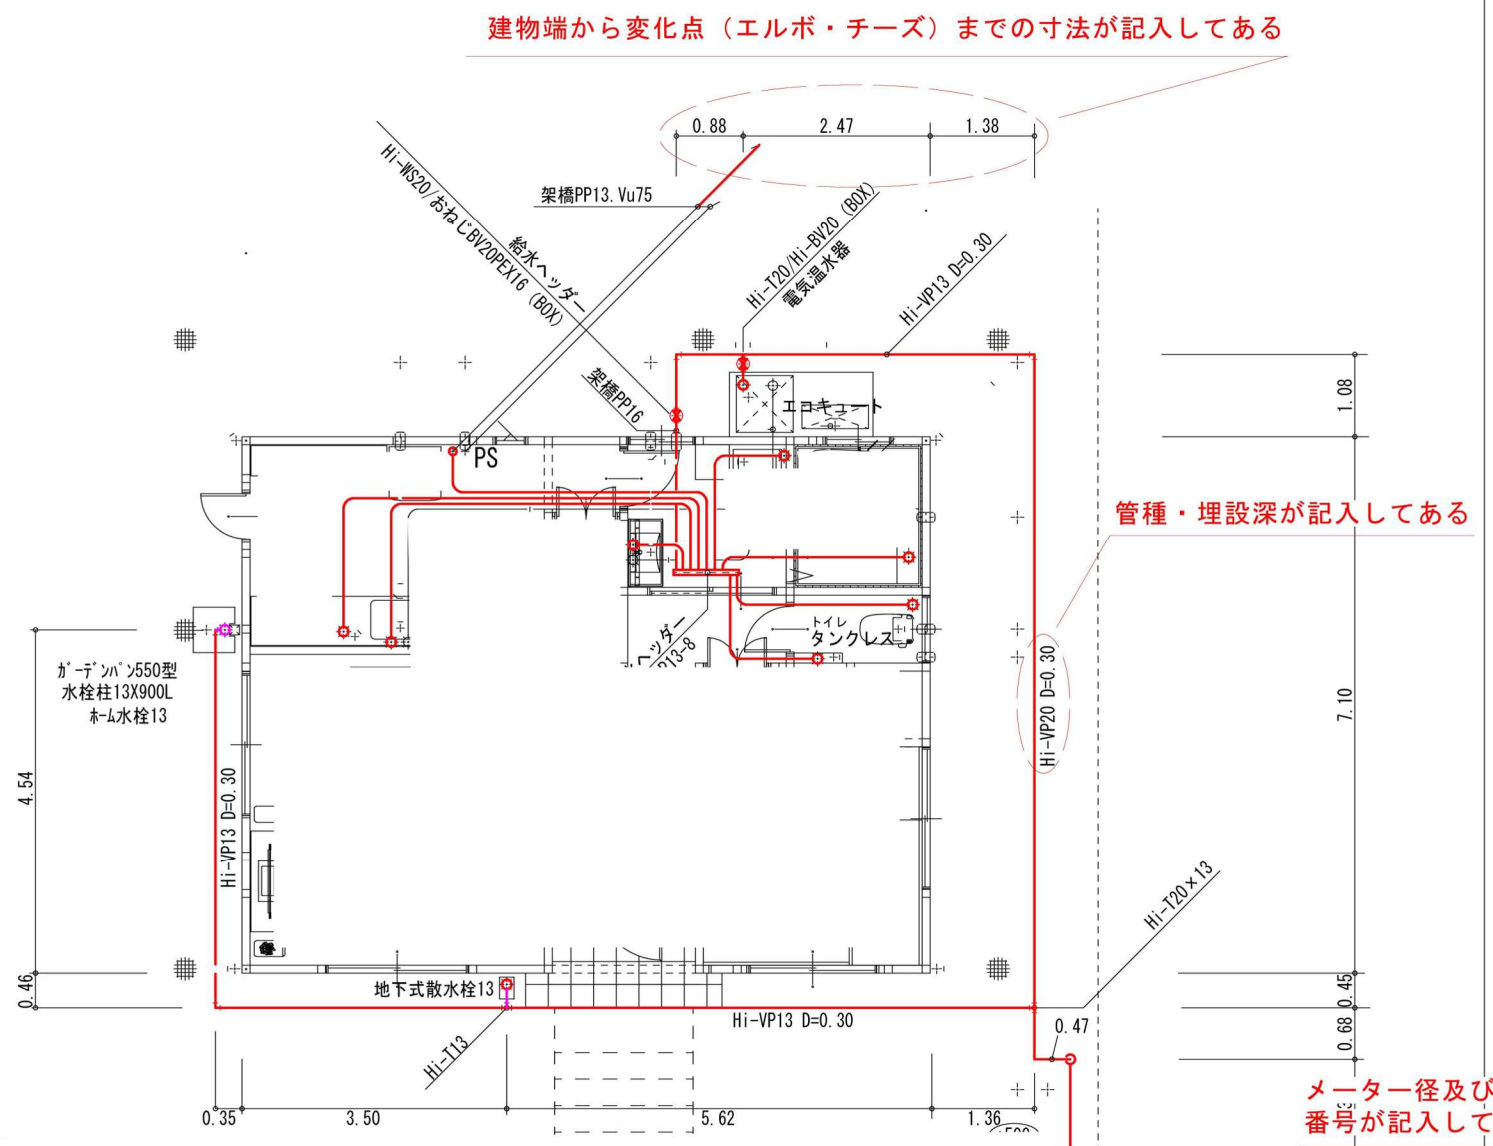 建物端から変化点（エルボ・チーズ）までの寸法が記入してある
0.88
2.47
1.38
架橋PP13.Vu75
Hi-WS20/おねじBV20PEX16 (BOX)
給水ヘッダー
Hi-T20/Hi-BV20 (BOX)
電気温水器
Hi-VP13 D=0.30
架橋PP16
エコキュート
PS
1.08
管種・埋設深が記入してある
トイレ
タンクレス
ヘッダー
13-8
ｶﾞｰﾃﾞﾝﾊﾟﾝ550型
水栓柱13X900L
ﾎｰﾑ水栓13
Hi-VP20 D=0.30
7.10
4.54
Hi-VP13 D=0.30
Hi-T20×13
0.46
地下式散水栓13
0.45
Hi-VP13 D=0.30
0.47
0.68
Hi-T13
0.35
3.50
5.62
1.36
メーター径及び
番号が記入して